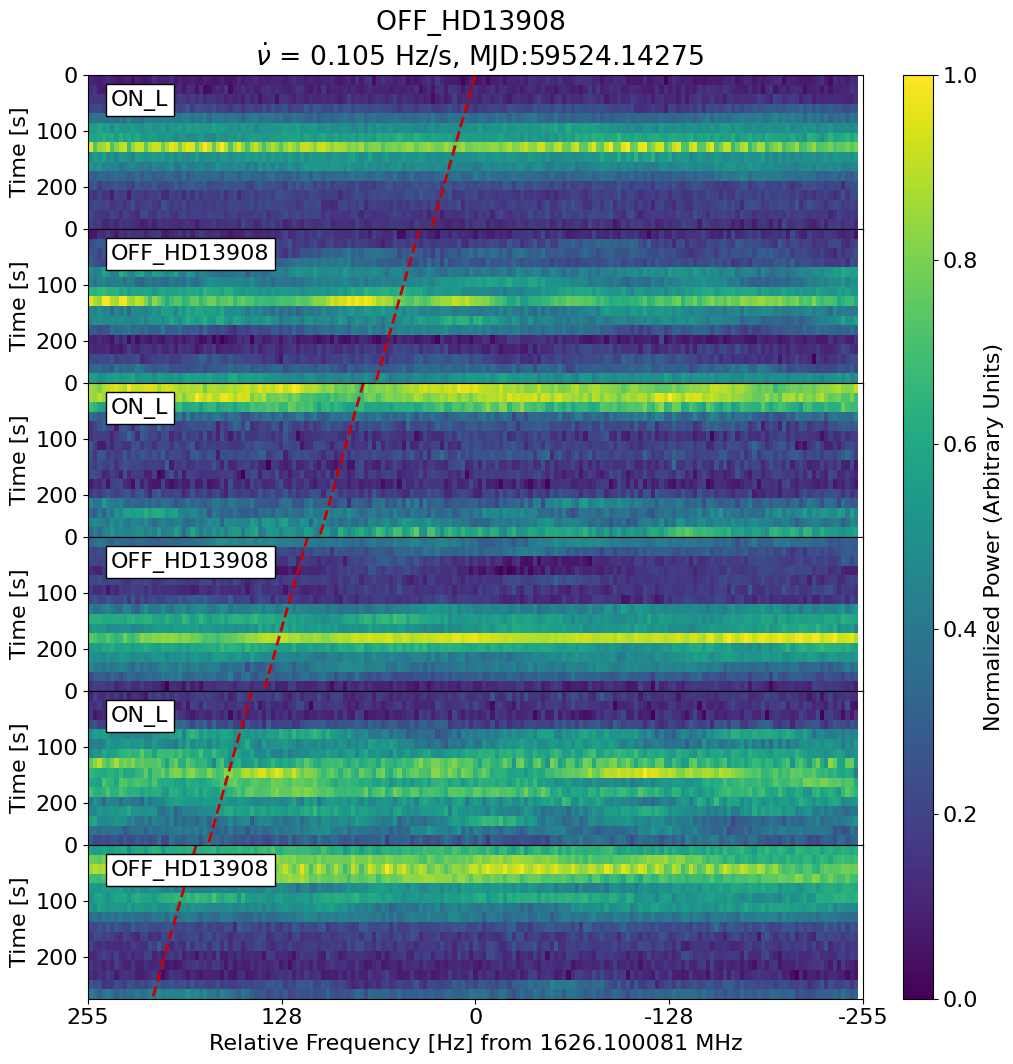 OFF_HD13908
ν̇ = 0.105 Hz/s, MJD:59524.14275
0
ON_L
100
200
Time [s]
0
OFF_HD13908
100
200
Time [s]
0
ON_L
100
200
Time [s]
0
OFF_HD13908
100
200
Time [s]
0
ON_L
100
200
Time [s]
0
OFF_HD13908
100
200
Time [s]
255 128 0 -128 -255
Relative Frequency [Hz] from 1626.100081 MHz
1.0
0.8
0.6
0.4
0.2
0.0
Normalized Power (Arbitrary Units)